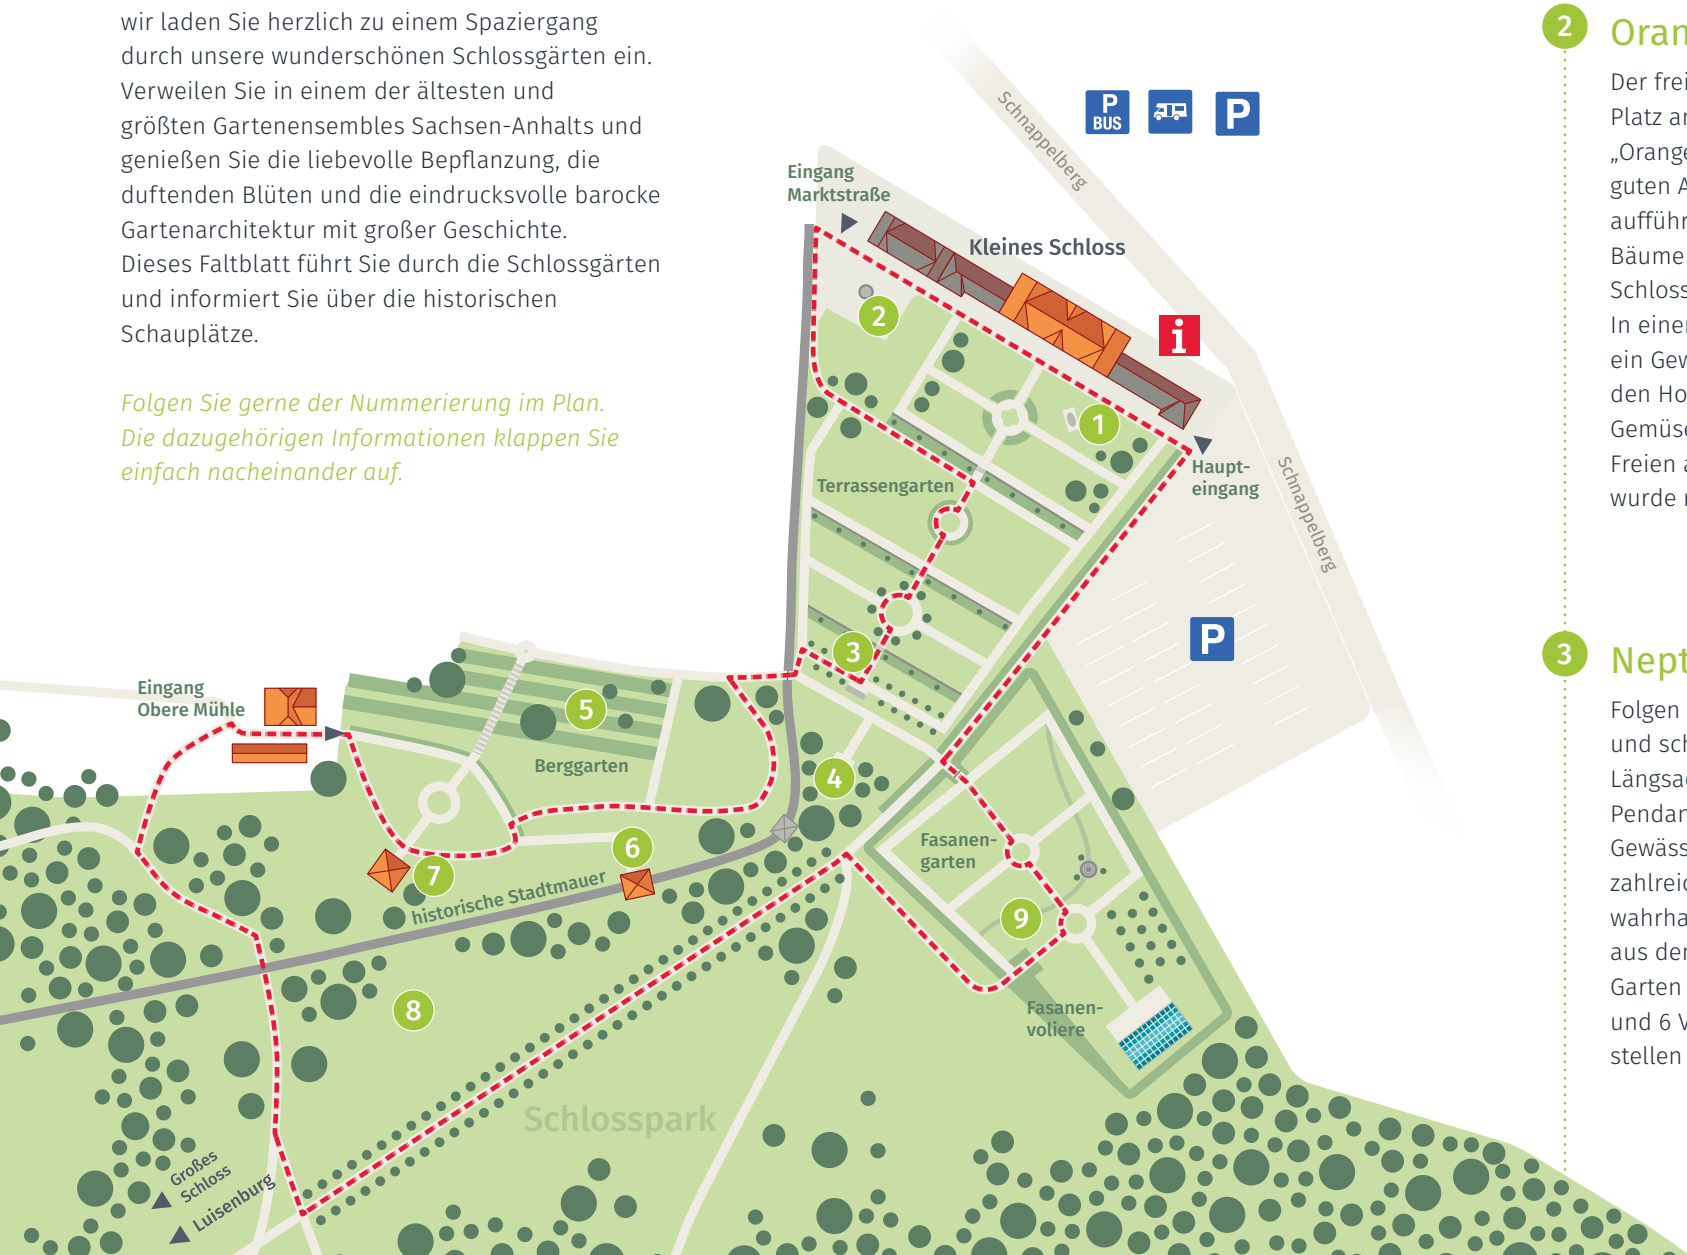 wir laden Sie herzlich zu einem Spaziergang
durch unsere wunderschönen Schlossgärten ein.
Verweilen Sie in einem der ältesten und
größten Gartenensembles Sachsen-Anhalts und
genießen Sie die liebevolle Bepflanzung, die
duftenden Blüten und die eindrucksvolle barocke
Gartenarchitektur mit großer Geschichte.
Dieses Faltblatt führt Sie durch die Schlossgärten
und informiert Sie über die historischen
Schauplätze.
Folgen Sie gerne der Nummerierung im Plan.
Die dazugehörigen Informationen klappen Sie
einfach nacheinander auf.
Schnappelberg
P
BUS
P
Eingang
Marktstraße
Kleines Schloss
i
2
1
Haupt-
eingang
Schnappelberg
Terrassengarten
P
3
Eingang
Obere Mühle
5
Berggarten
4
6
7
historische Stadtmauer
Fasanen-
garten
9
8
Fasanen-
voliere
Schlosspark
Großes
Schloss
Luisenburg
2
Oran
Der frei
Platz an
„Orange
guten A
aufführ
Bäume
Schloss
In einer
ein Gew
den Ho
Gemüse
Freien a
wurde n
3
Nept
Folgen
und sch
Längsac
Pendan
Gewäss
zahlreic
wahrha
aus der
Garten
und 6 V
stellen